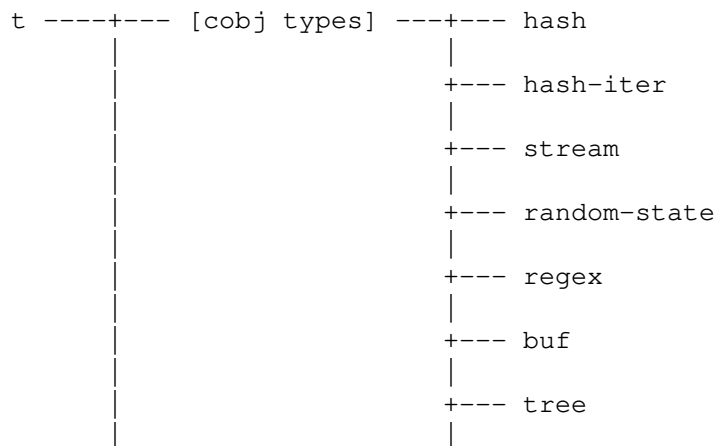 t ----+--- [cobj types] ---+--- hash
      |                    |
      |                    +--- hash-iter
      |                    |
      |                    +--- stream
      |                    |
      |                    +--- random-state
      |                    |
      |                    +--- regex
      |                    |
      |                    +--- buf
      |                    |
      |                    +--- tree
      |                    |